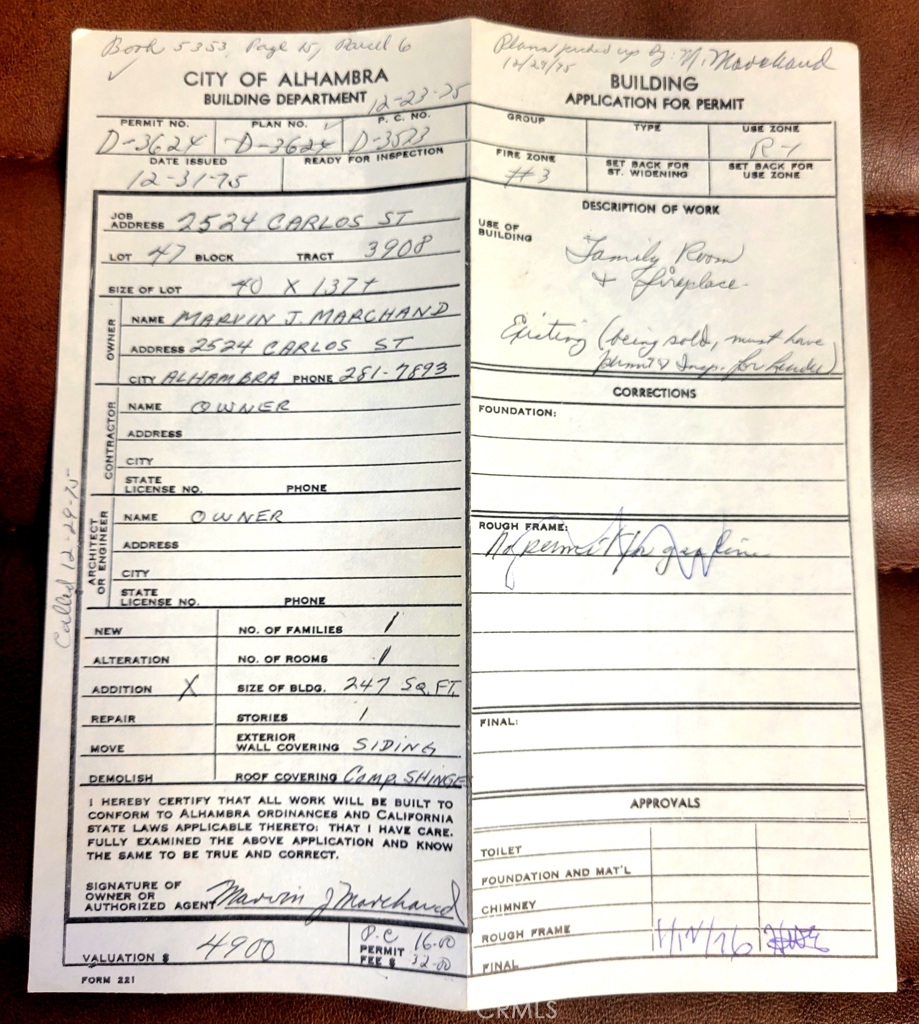 Book 5353, Page 15, Parcel 6
✓
CITY OF ALHAMBRA
BUILDING DEPARTMENT 12-23-75
PERMIT NO. PLAN NO. P. C. NO.
D-3624 D-3624 D-3573
DATE ISSUED READY FOR INSPECTION
12-31-75
JOB ADDRESS 2524 CARLOS ST
LOT 47 BLOCK TRACT 3908
SIZE OF LOT 40 X 137+
OWNER
NAME MARVIN J. MARCHAND
ADDRESS 2524 CARLOS ST
CITY ALHAMBRA PHONE 281-7893
CONTRACTOR
NAME OWNER
ADDRESS
CITY
STATE
LICENSE NO. PHONE
ARCHITECT
OR ENGINEER
NAME OWNER
ADDRESS
CITY
STATE
LICENSE NO. PHONE
Called 12-29-75
NEW NO. OF FAMILIES 1
ALTERATION NO. OF ROOMS 1
ADDITION X SIZE OF BLDG. 247 SQ. FT.
REPAIR STORIES 1
MOVE EXTERIOR WALL COVERING SIDING
DEMOLISH ROOF COVERING COMP. SHINGE
I HEREBY CERTIFY THAT ALL WORK WILL BE BUILT TO
CONFORM TO ALHAMBRA ORDINANCES AND CALIFORNIA
STATE LAWS APPLICABLE THERETO: THAT I HAVE CARE.
FULLY EXAMINED THE ABOVE APPLICATION AND KNOW
THE SAME TO BE TRUE AND CORRECT.
SIGNATURE OF
OWNER OR
AUTHORIZED AGENT Marvin J Marchand
VALUATION $ 4900 P.C. 16.00
PERMIT FEE $ 32.00
FORM 221
Plans picked up by: M. Marchand
12/29/75
BUILDING
APPLICATION FOR PERMIT
GROUP TYPE USE ZONE
R-1
FIRE ZONE SET BACK FOR ST. WIDENING SET BACK FOR USE ZONE
#3
DESCRIPTION OF WORK
USE OF
BUILDING
Family Room
+ Fireplace.
Existing (being sold, must have
permit & Insp. for lender)
CORRECTIONS
FOUNDATION:
ROUGH FRAME:
No permit for gas line
FINAL:
APPROVALS
TOILET
FOUNDATION AND MAT'L
CHIMNEY
ROUGH FRAME 1/12/76
FINAL
CRMLS